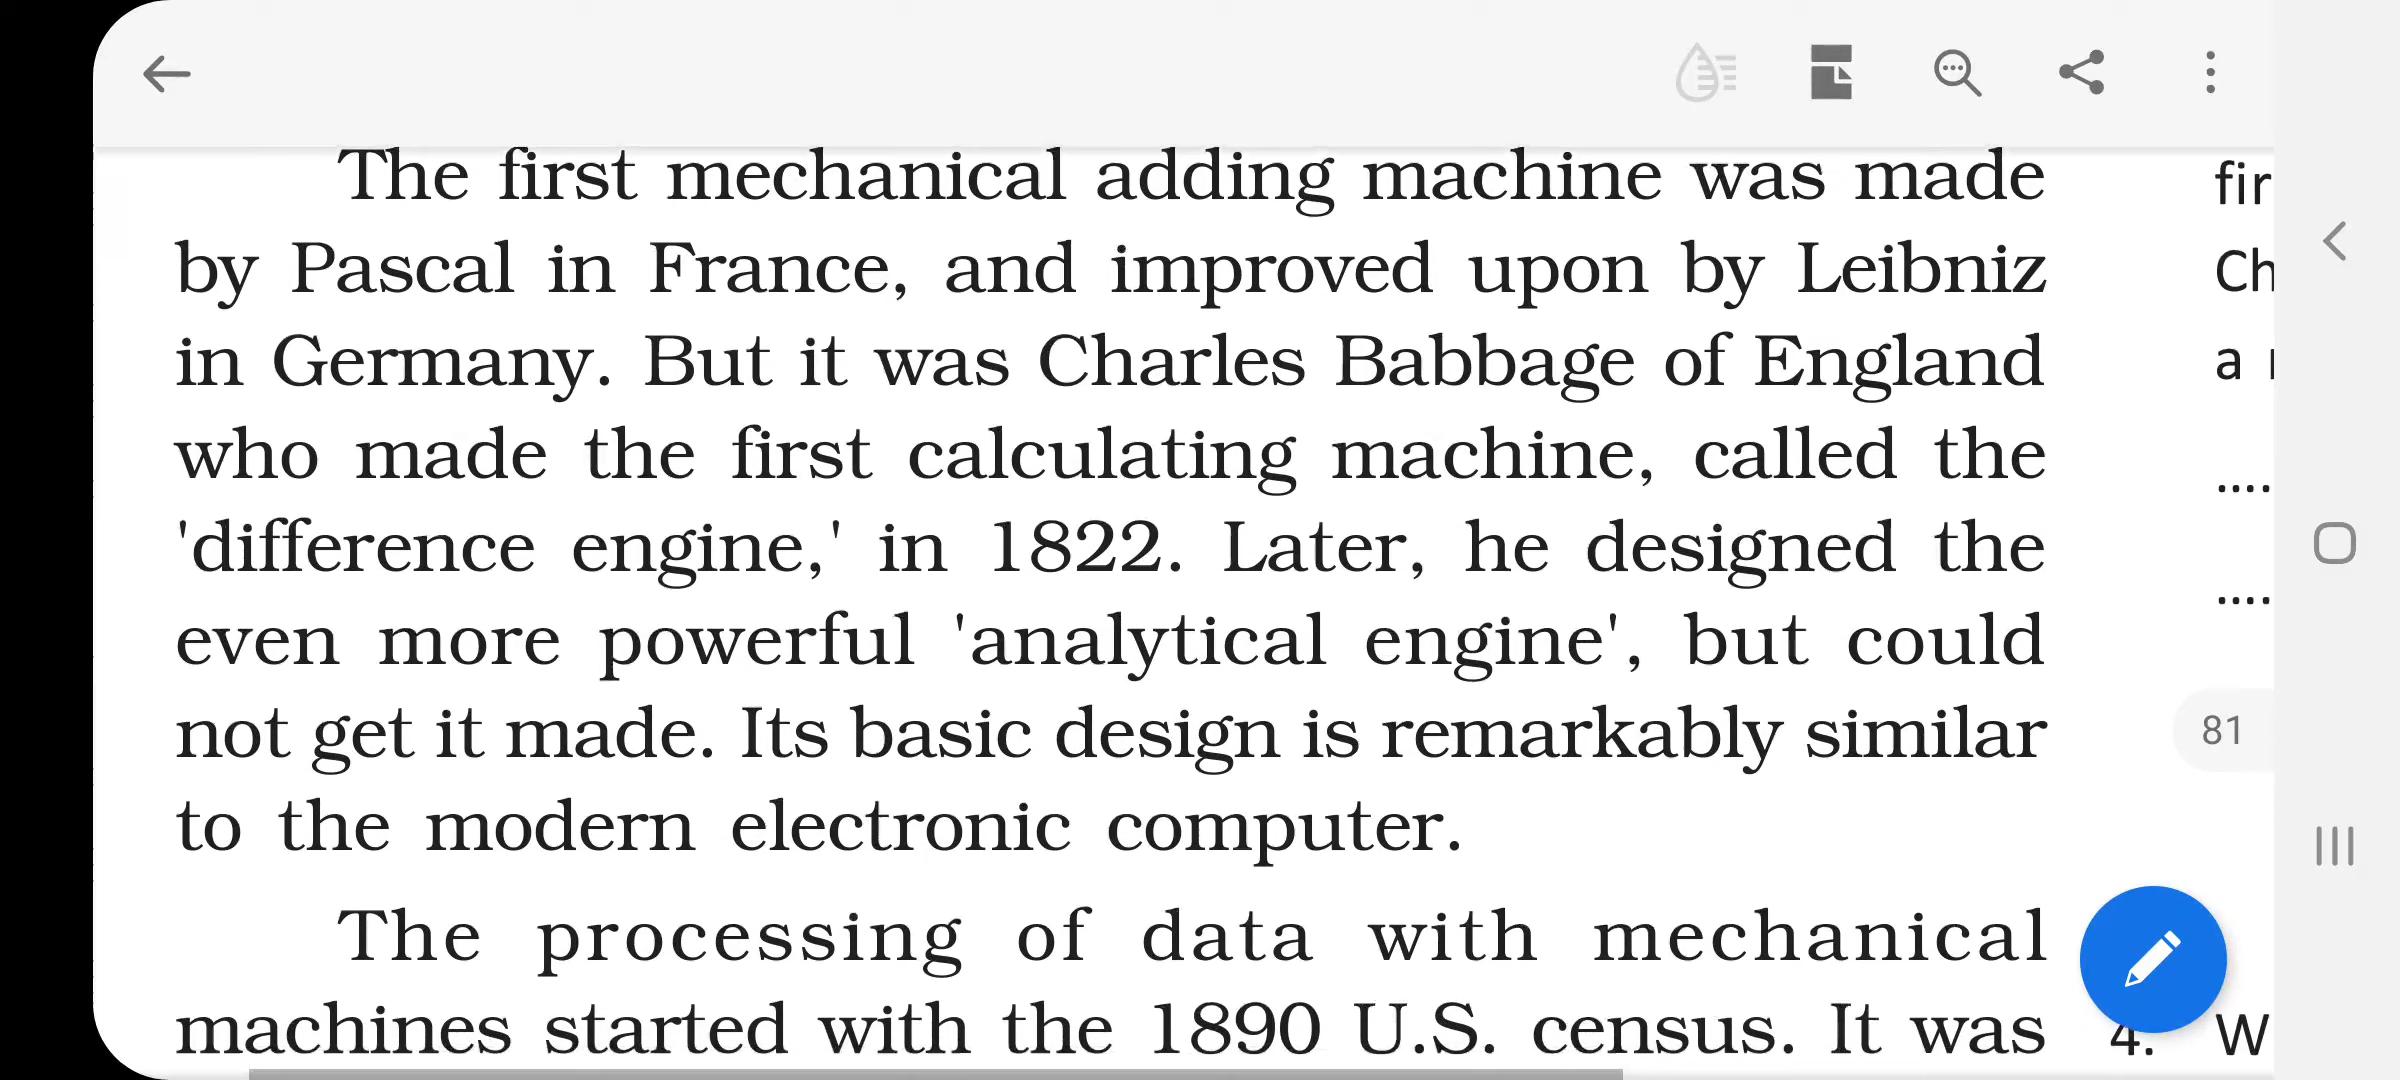 The first mechanical adding machine was made
by Pascal in France, and improved upon by Leibniz
in Germany. But it was Charles Babbage of England
who made the first calculating machine, called the
'difference engine,' in 1822. Later, he designed the
even more powerful 'analytical engine', but could
not get it made. Its basic design is remarkably similar
to the modern electronic computer.
The processing of data with mechanical
machines started with the 1890 U.S. census. It was
fir
Ch
a
....
....
81
4. W